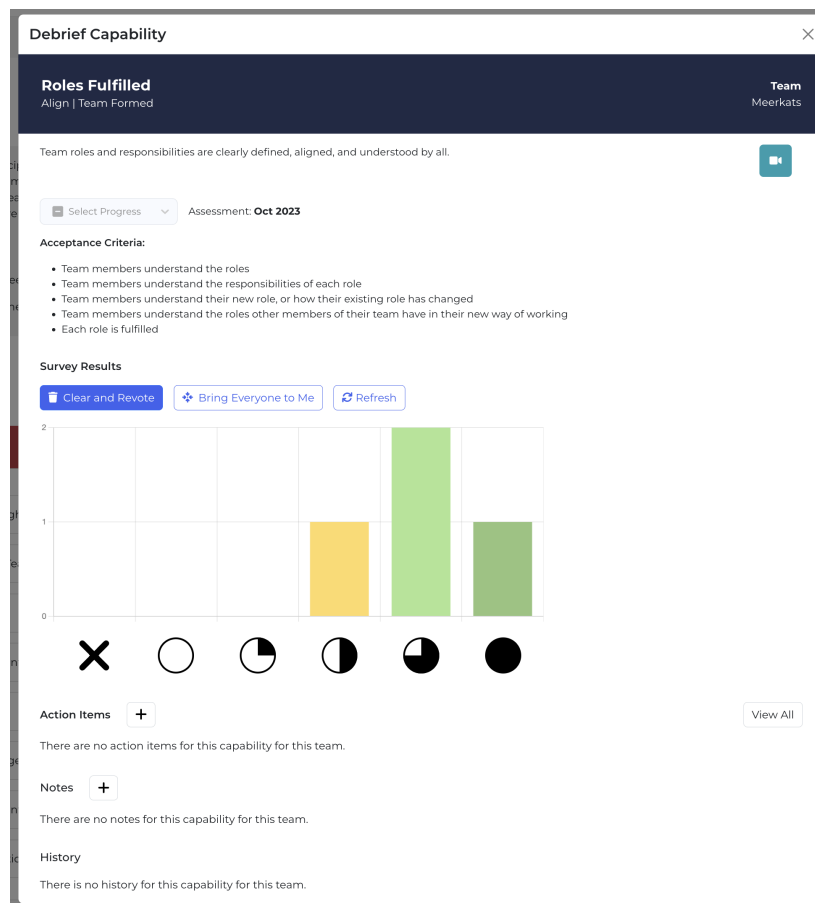 Debrief Capability
Roles Fulfilled
Team
Align | Team Formed
Meerkats
Team roles and responsibilities are clearly defined, aligned, and understood by all.
Select Progress
Assessment: Oct 2023
Acceptance Criteria:
• Team members understand the roles
• Team members understand the responsibilities of each role
• Team members understand their new role, or how their existing role has changed
• Team members understand the roles other members of their team have in their new way of working
• Each role is fulfilled
Survey Results
Clear and Revote
Bring Everyone to Me
Refresh
2
1
0
Action Items
View All
There are no action items for this capability for this team.
Notes
There are no notes for this capability for this team.
History
There is no history for this capability for this team.